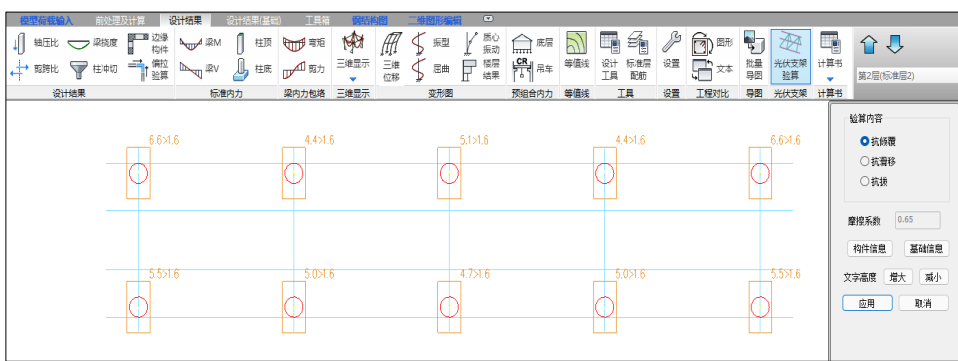 模型荷载输入 前处理及计算 设计结果 设计结果(基础) 工具箱 钢结构图 二维图形编辑
轴压比 梁挠度 边缘构件 梁M 柱顶 弯矩 三维显示 三维位移 振型 质心振动 底层 等值线 设计工具 标准层配筋 设置 图形 批量导图 光伏支架验算 计算书
剪跨比 柱冲切 偏拉验算 梁V 柱底 剪力 屈曲 楼层结果 CR 吊车 文本 第2层(标准层2)
设计结果 标准内力 梁内力包络 三维显示 变形图 预组合内力 等值线 工具 设置 工程对比 导图 光伏支架 计算书
6.6>1.6 4.4>1.6 5.1>1.6 4.4>1.6 6.6>1.6
5.5>1.6 5.0>1.6 4.7>1.6 5.0>1.6 5.5>1.6
验算内容
抗倾覆
抗滑移
抗拔
摩擦系数 0.65
构件信息 基础信息
文字高度 增大 减小
应用 取消